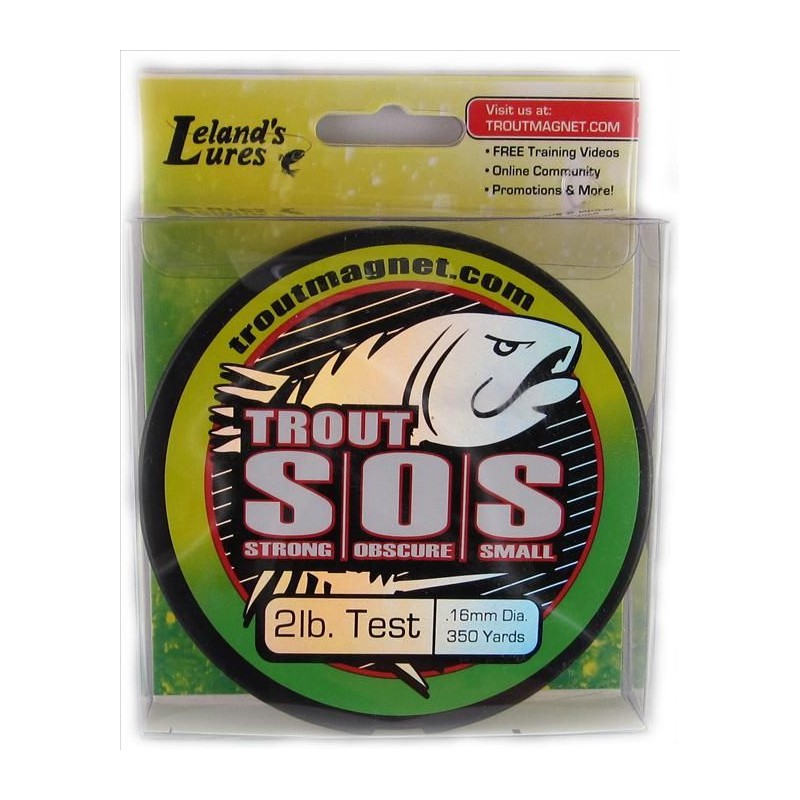 Leland's
Lures
Visit us at:
TROUTMAGNET.COM
• FREE Training Videos
• Online Community
• Promotions & More!
troutmagnet.com
TROUT
S|O|S
STRONG OBSCURE SMALL
2lb. Test
.16mm Dia.
350 Yards